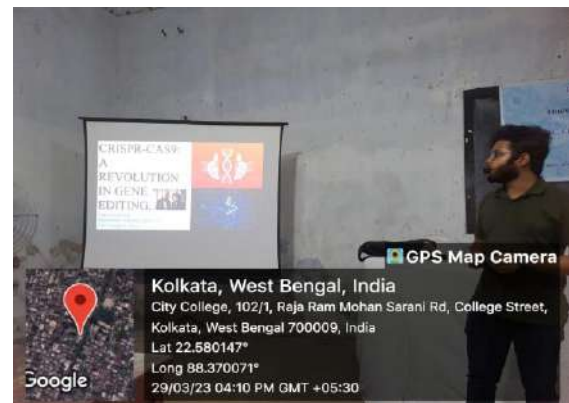 CRISPR-CAS9:
A
REVOLUTION
IN GENE
EDITING.
GPS Map Camera
Kolkata, West Bengal, India
City College, 102/1, Raja Ram Mohan Sarani Rd, College Street,
Kolkata, West Bengal 700009, India
Lat 22.580147°
Long 88.370071°
29/03/23 04:10 PM GMT +05:30
Google